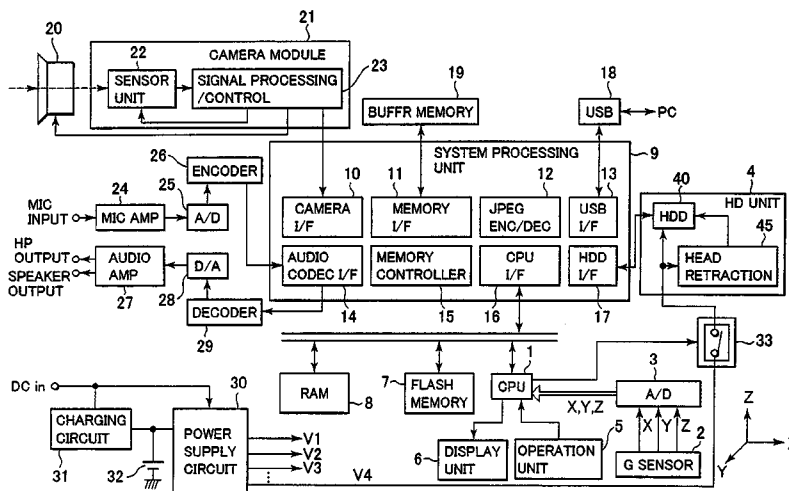 20
21
CAMERA MODULE
22
23
SENSOR UNIT
SIGNAL PROCESSING /CONTROL
19
BUFFR MEMORY
18
USB
PC
26
ENCODER
SYSTEM PROCESSING UNIT
9
4
HD UNIT
24
25
10
11
12
13
40
HDD
45
MIC INPUT
MIC AMP
A/D
CAMERA I/F
MEMORY I/F
JPEG ENC/DEC
USB I/F
HP OUTPUT
SPEAKER OUTPUT
AUDIO AMP
D/A
AUDIO CODEC I/F
MEMORY CONTROLLER
CPU I/F
HDD I/F
HEAD RETRACTION
27
28
DECODER
29
14
15
16
17
33
DC in
30
RAM
8
7
FLASH MEMORY
1
CPU
3
A/D
X,Y,Z
X
Y
Z
CHARGING CIRCUIT
31
32
POWER SUPPLY CIRCUIT
V1
V2
V3
V4
6
DISPLAY UNIT
5
OPERATION UNIT
2
G SENSOR
Z
X
Y